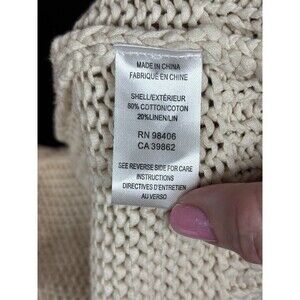 MADE IN CHINA
FABRIQUÉ EN CHINE
SHELL/EXTÉRIEUR
80% COTTON/COTON
20%LINEN/LIN
RN 98406
CA 39862
SEE REVERSE SIDE FOR CARE
INSTRUCTIONS
DIRECTIVES D'ENTRETIEN
AU VERSO